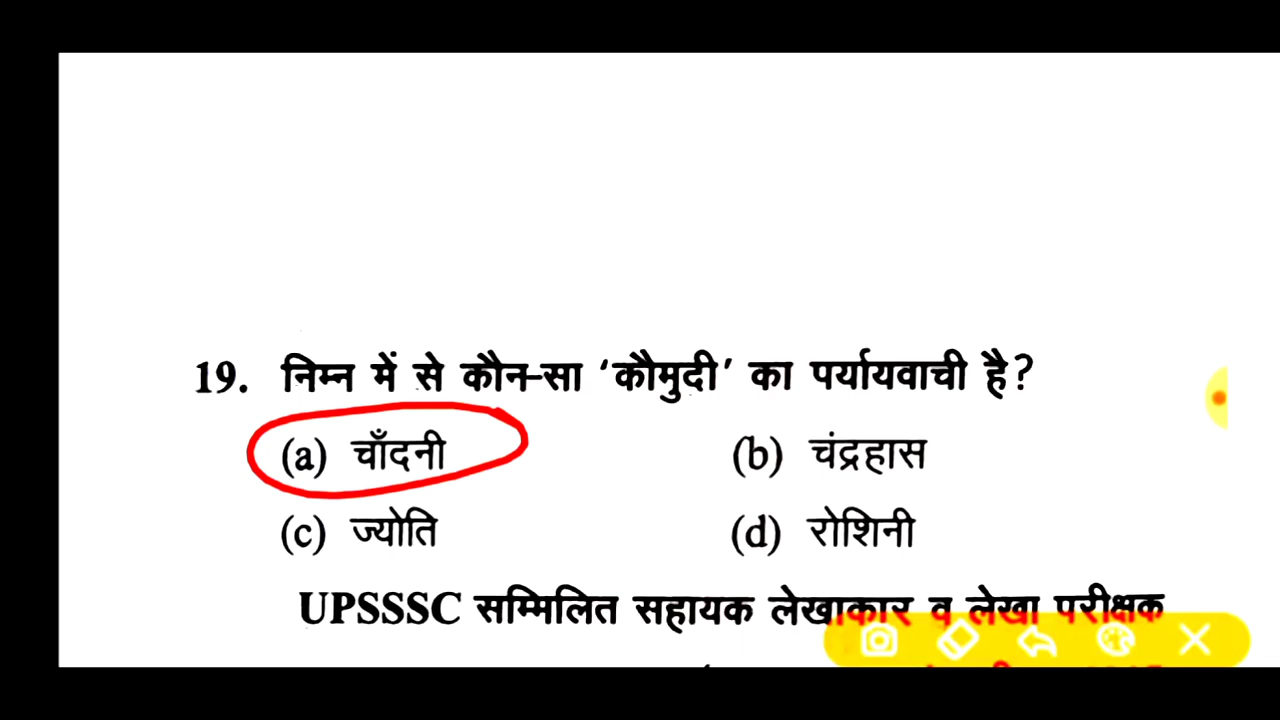 19. निम्न में से कौन-सा 'कौमुदी' का पर्यायवाची है?
(a) चाँदनी (b) चंद्रहास
(c) ज्योति (d) रोशिनी
UPSSSC सम्मिलित सहायक लेखाकार व लेखा परीक्षक